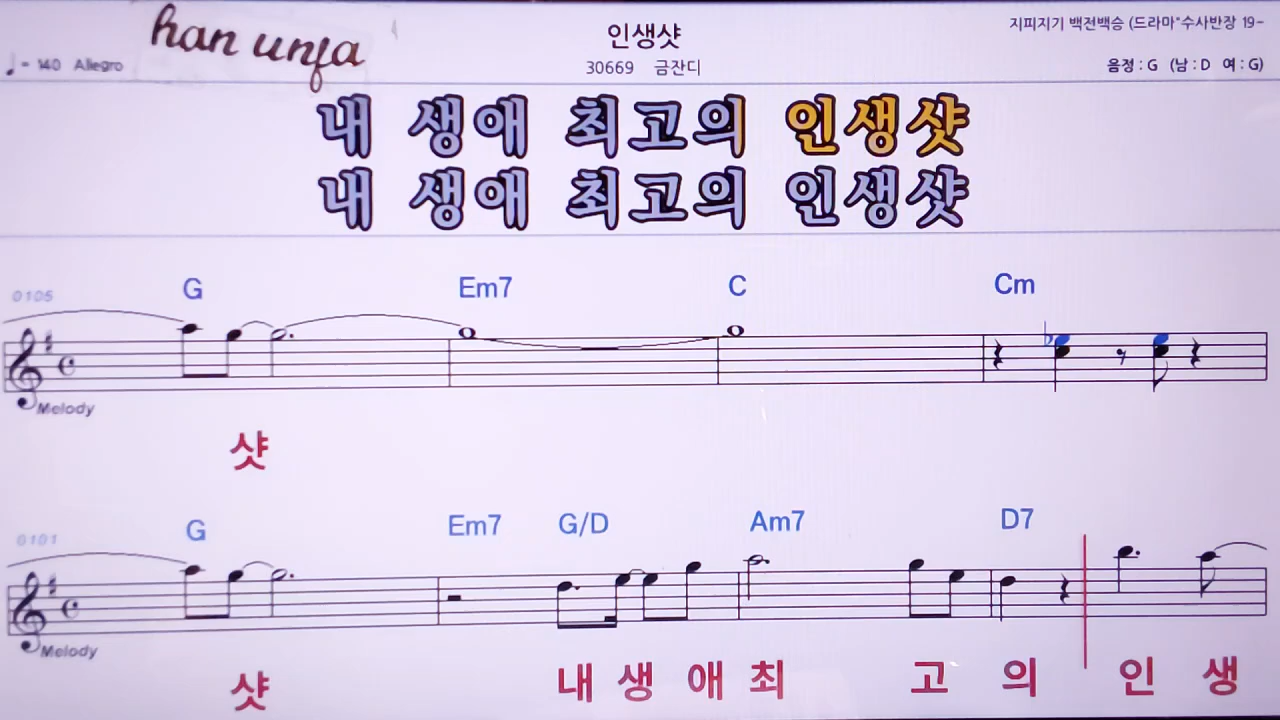 han unfa
인생샷
30669 금잔디
지피지기 백전백승 (드라마*수사반장 19-
♩= 140 Allegro
음정 : G (남 : D 여 : G)
내 생애 최고의 인생샷
내 생애 최고의 인생샷
0105
G Em7 C Cm
Melody
샷
0101
G Em7 G/D Am7 D7
Melody
샷 내 생 애 최 고 의 인 생